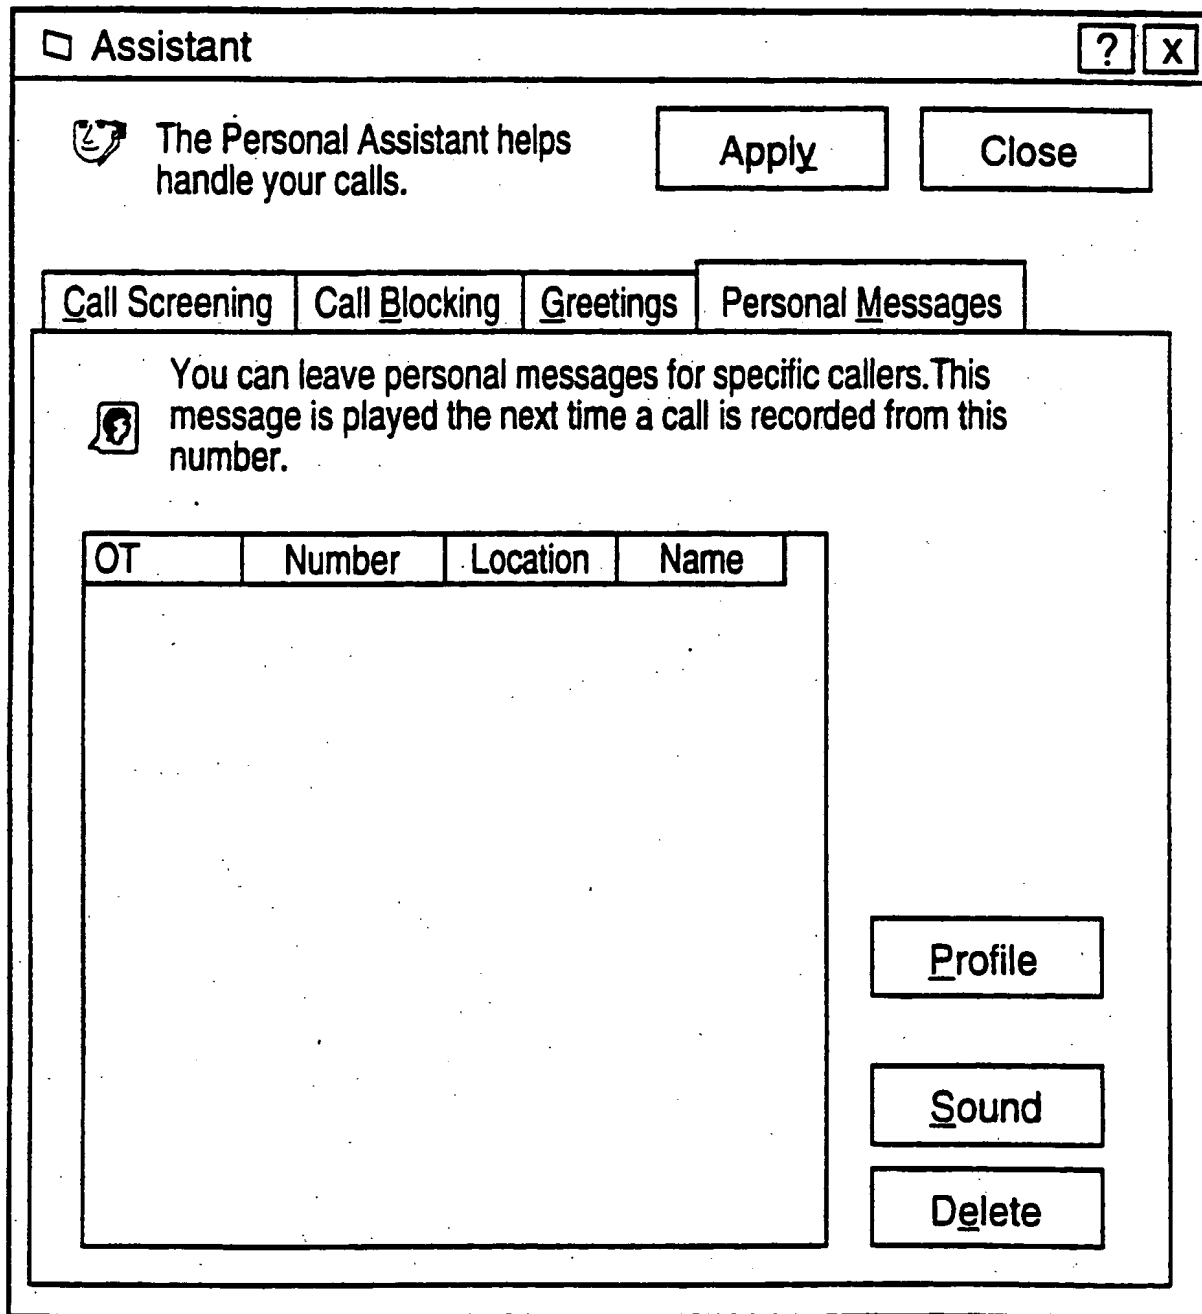 Assistant ? X
The Personal Assistant helps
handle your calls.
Apply Close
Call Screening Call Blocking Greetings Personal Messages
You can leave personal messages for specific callers.This
message is played the next time a call is recorded from this
number.
OT Number Location Name
Profile
Sound
Delete